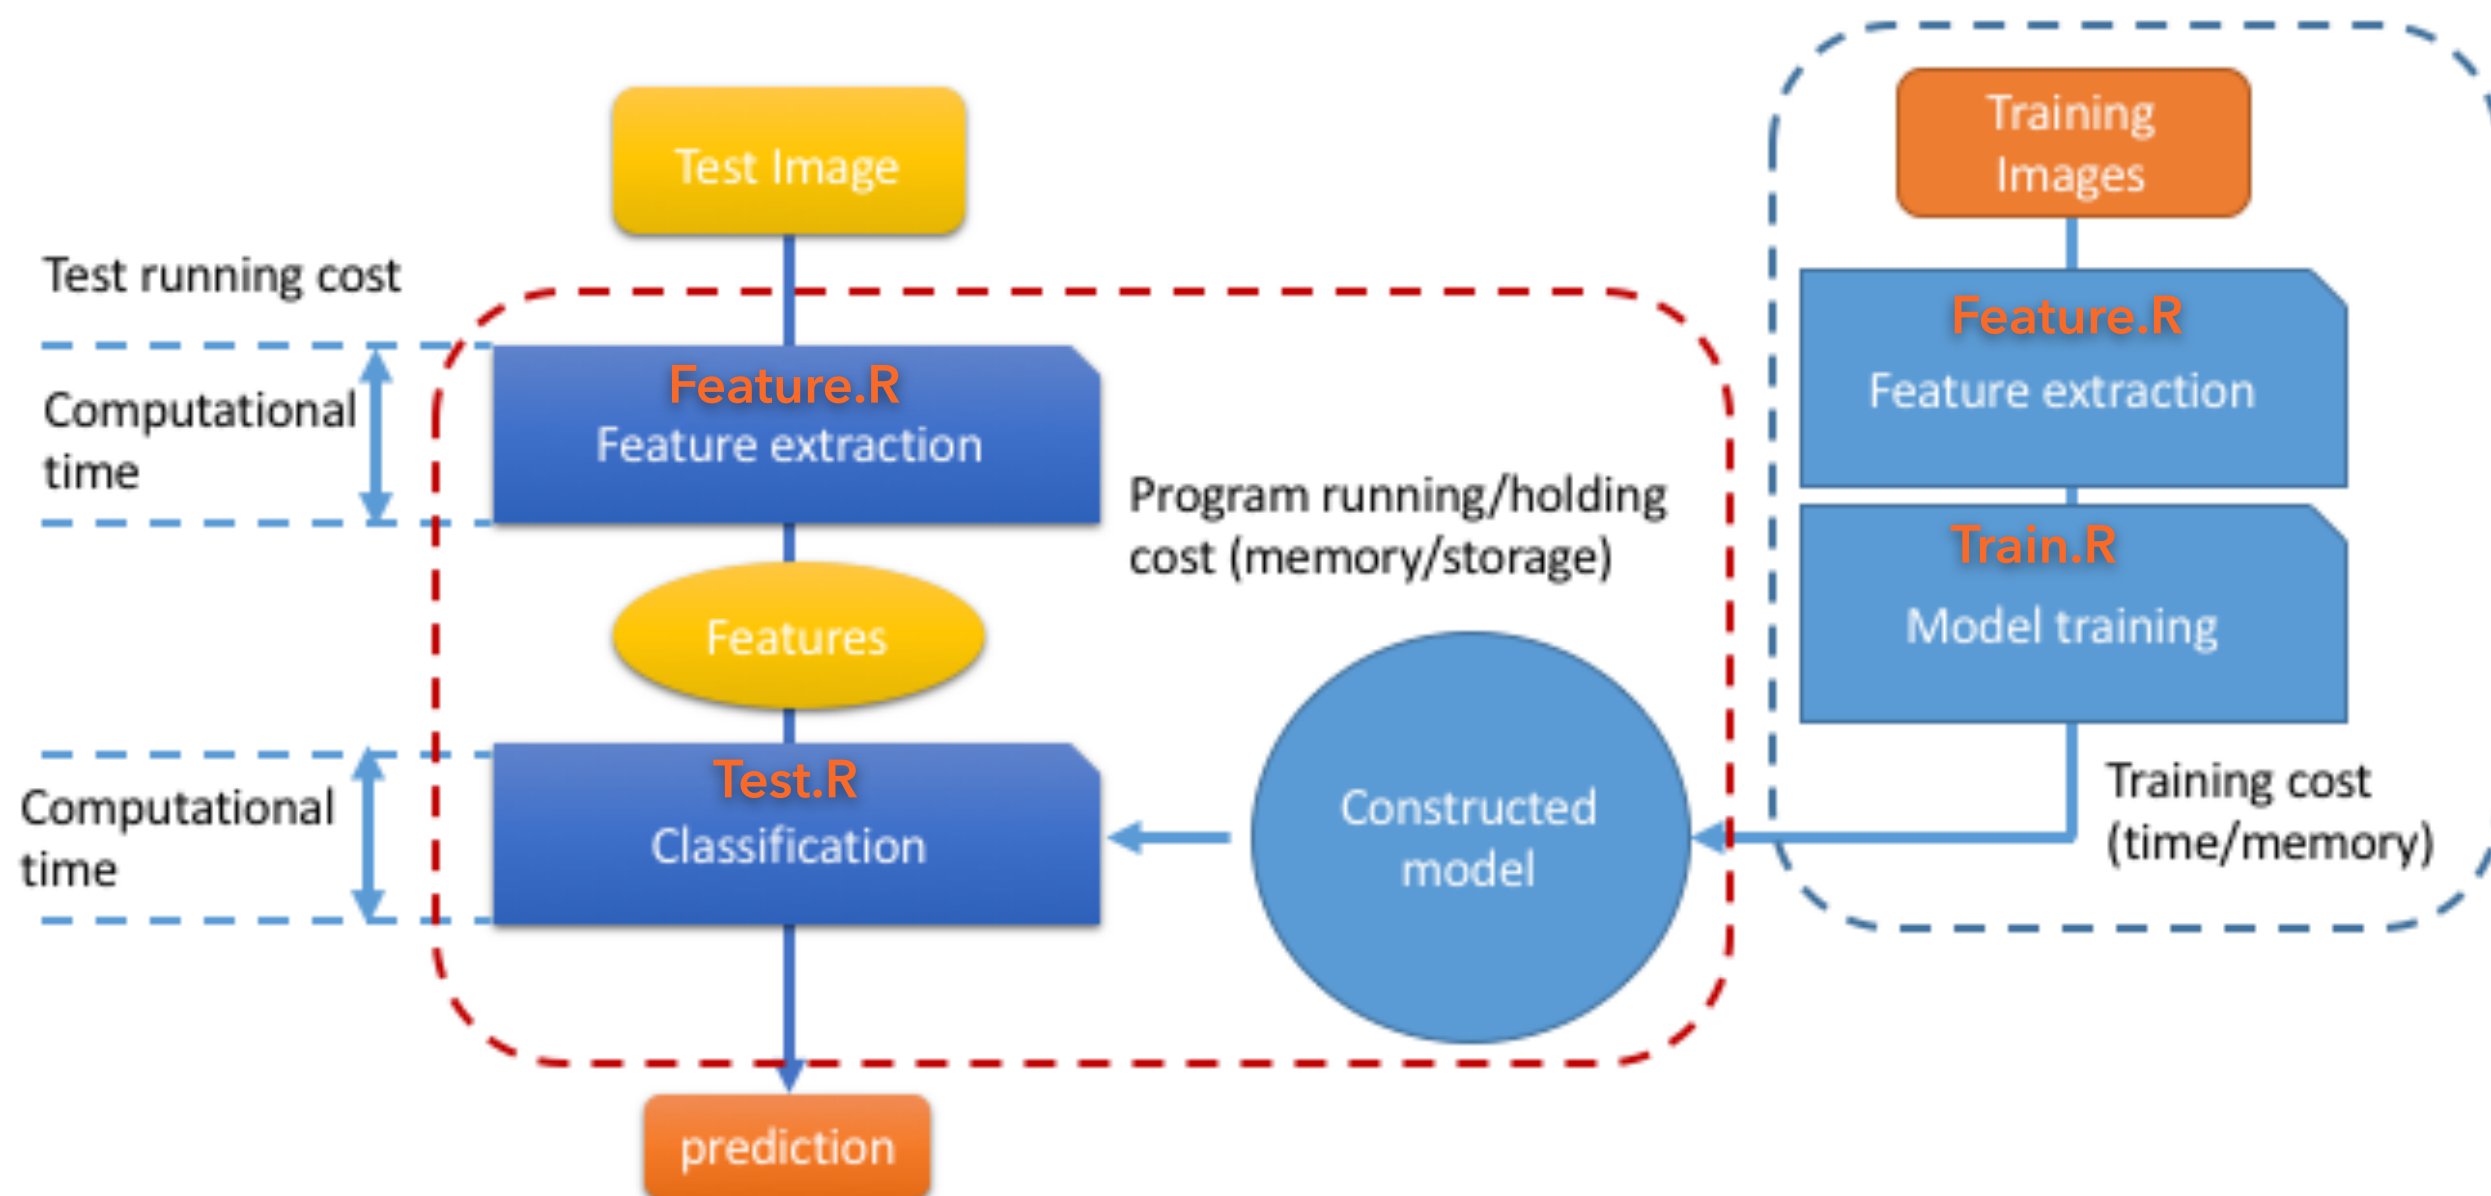 Test Image
Test running cost
Feature.R
Feature extraction
Computational
time
Features
Program running/holding
cost (memory/storage)
Test.R
Classification
Computational
time
Constructed
model
prediction
Training
Images
Feature.R
Feature extraction
Train.R
Model training
Training cost
(time/memory)